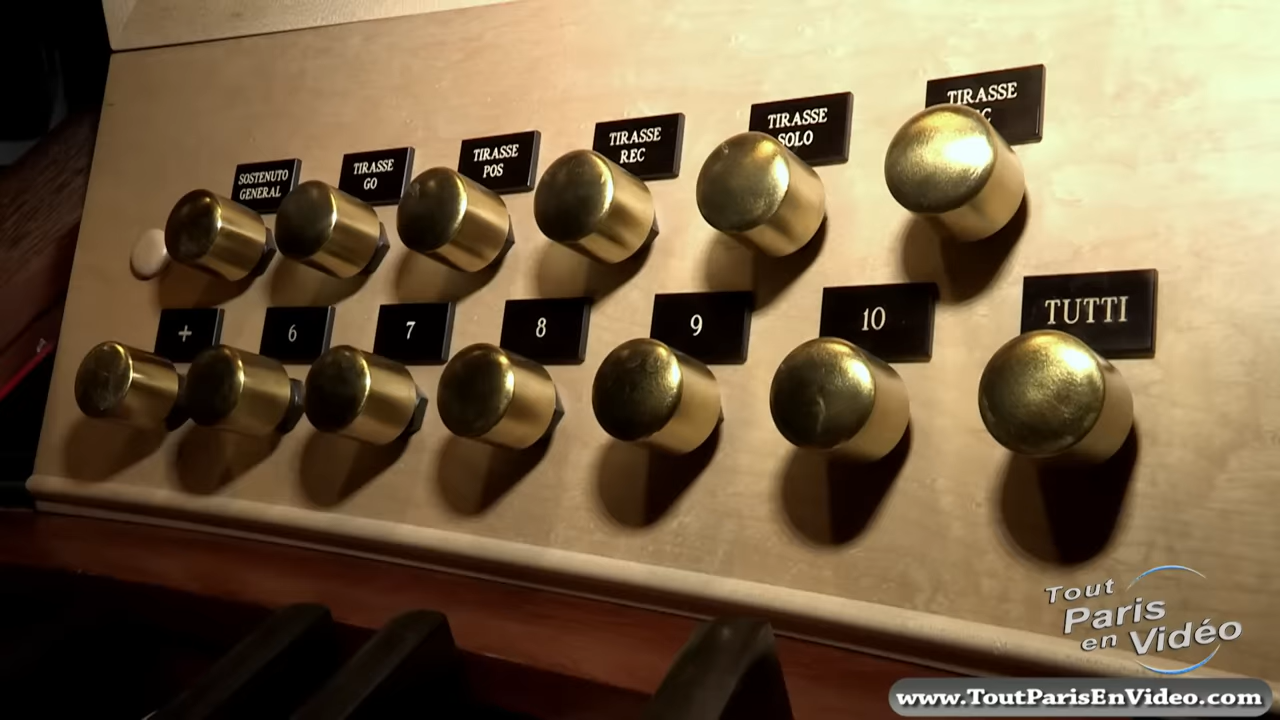 SOSTENUTO
GENERAL
TIRASSE
GO
TIRASSE
POS
TIRASSE
REC
TIRASSE
SOLO
TIRASSE
+
6
7
8
9
10
TUTTI
Tout
Paris
en Vidéo
www.ToutParisEnVideo.com